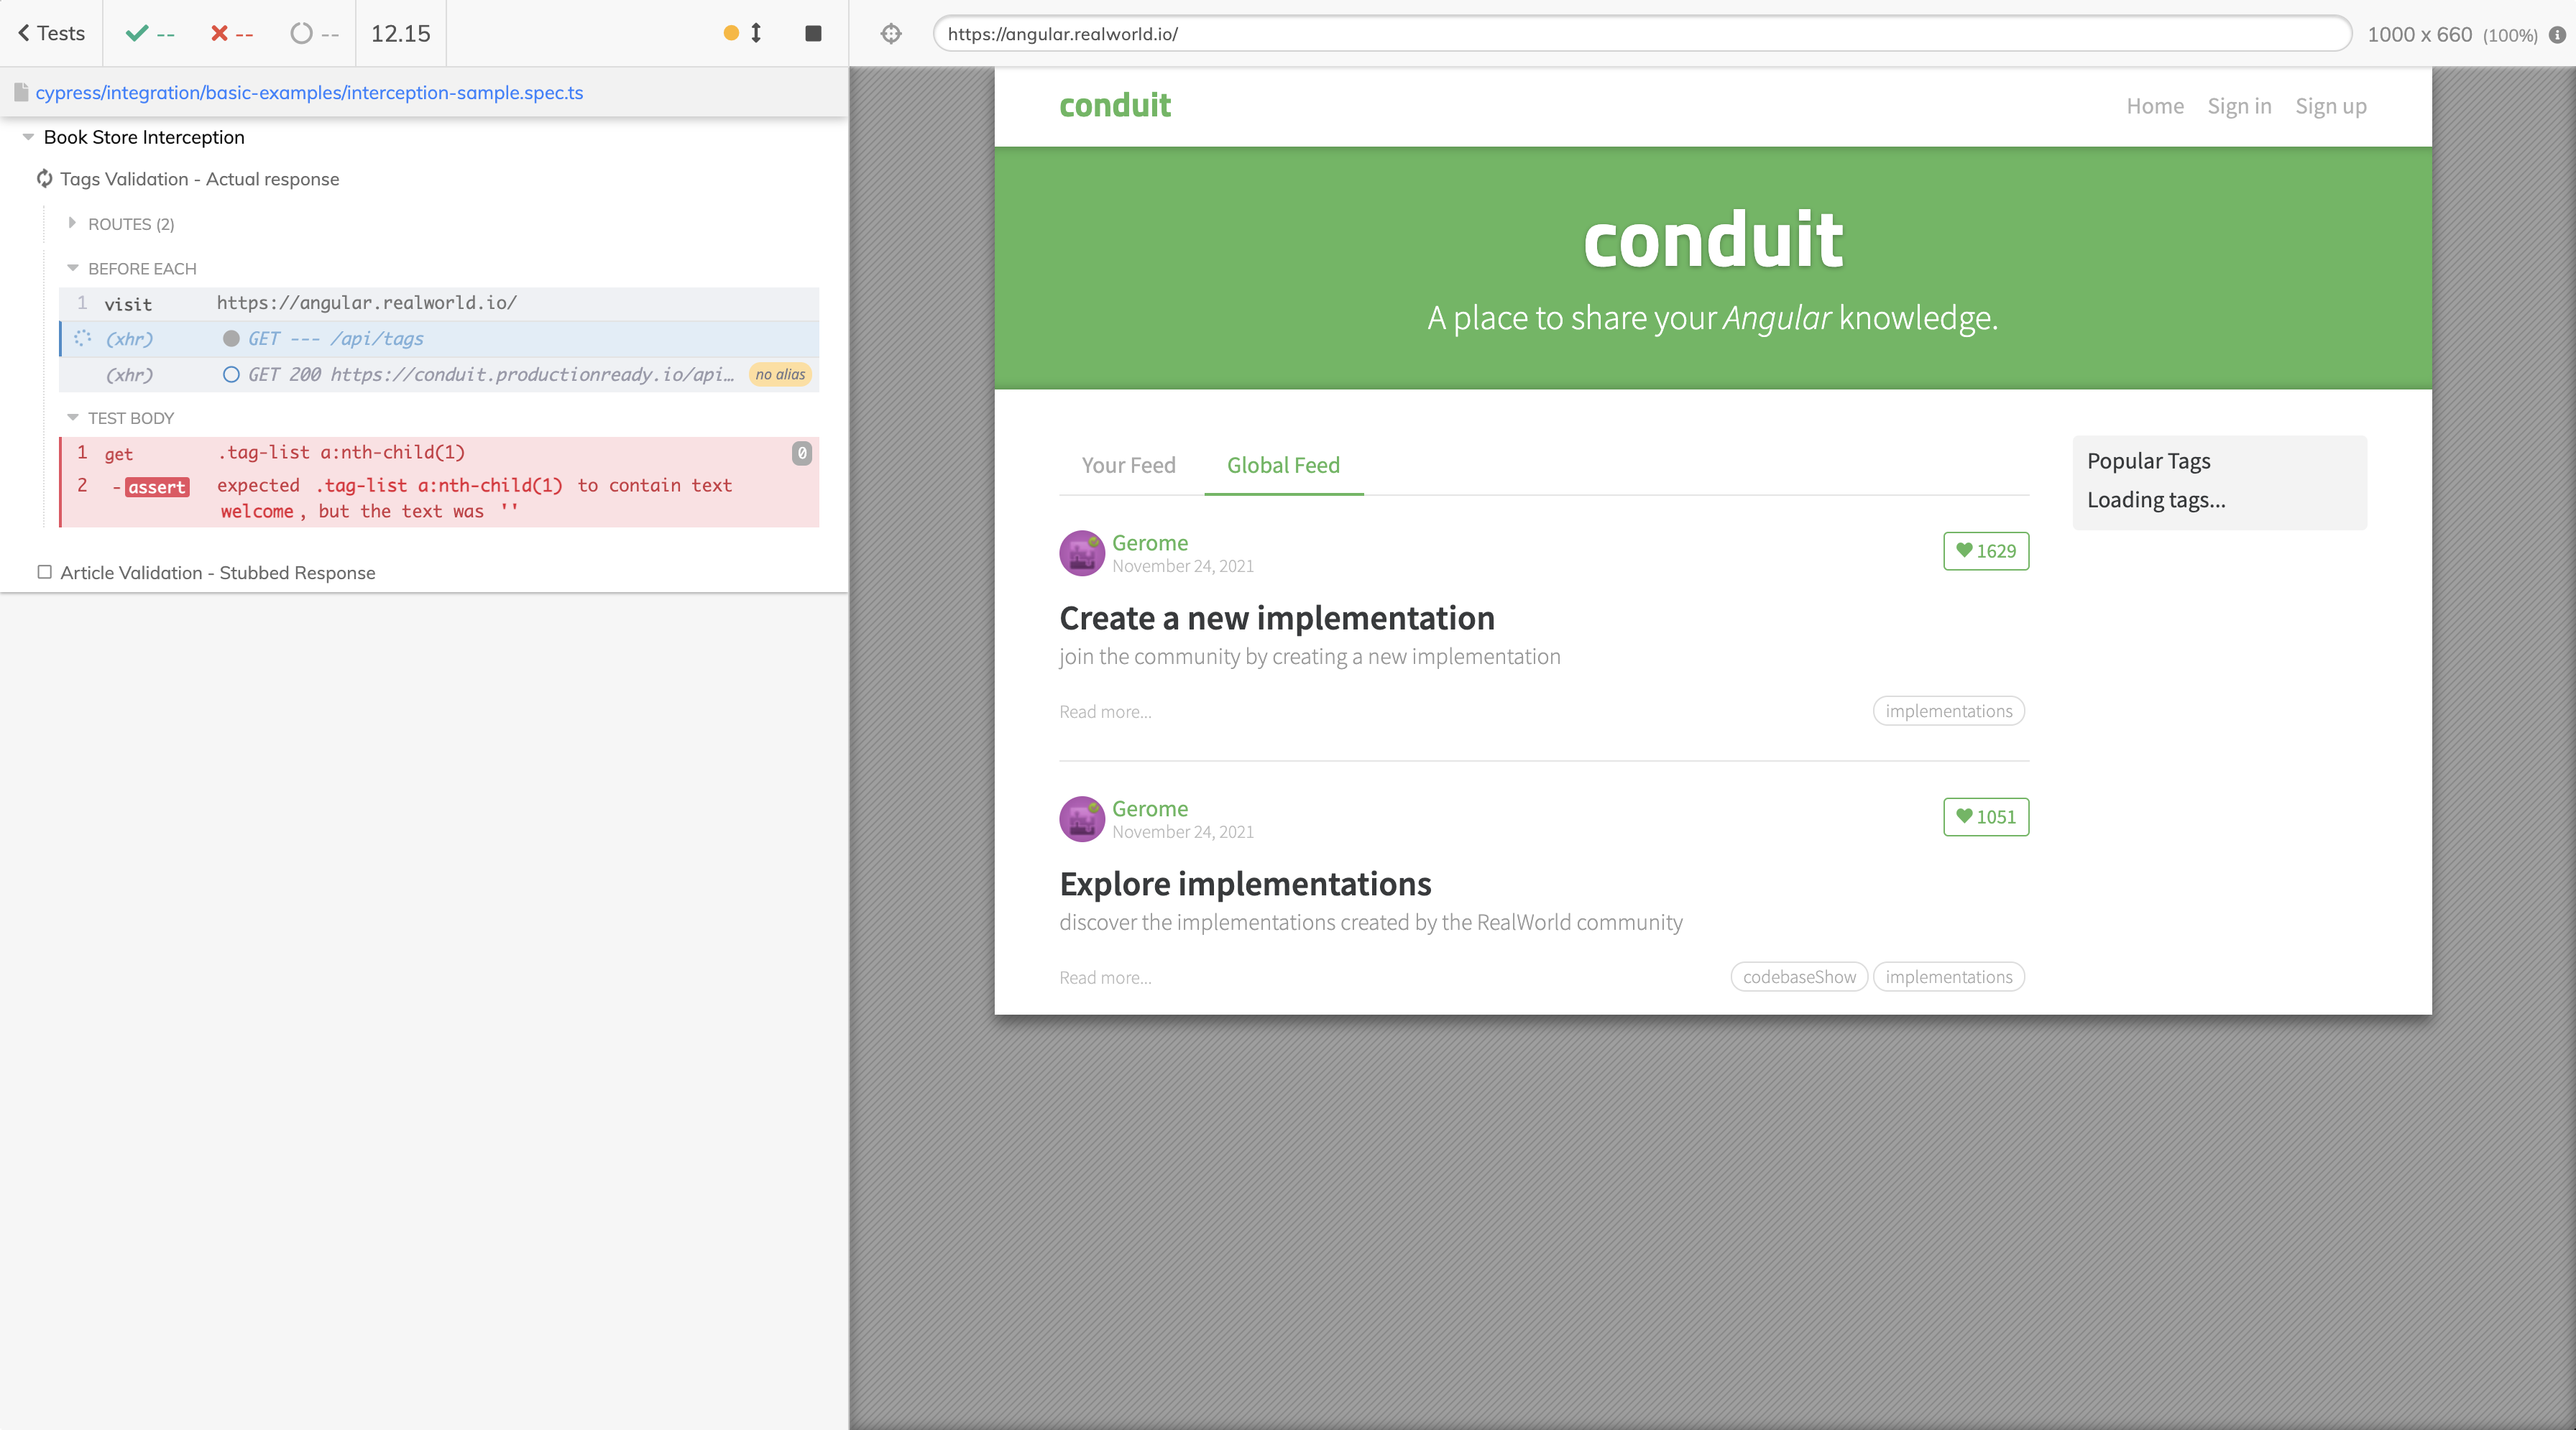 Tests
--
--
--
12.15
https://angular.realworld.io/
1000 x 660 (100%)
cypress/integration/basic-examples/interception-sample.spec.ts
Book Store Interception
Tags Validation - Actual response
ROUTES (2)
BEFORE EACH
1 visit https://angular.realworld.io/
(xhr) GET --- /api/tags
(xhr) GET 200 https://conduit.productionready.io/api… no alias
TEST BODY
1 get .tag-list a:nth-child(1) 0
2 -assert expected .tag-list a:nth-child(1) to contain text
welcome, but the text was ''
Article Validation - Stubbed Response
conduit
Home Sign in Sign up
conduit
A place to share your Angular knowledge.
Your Feed Global Feed
Popular Tags
Loading tags...
Gerome
November 24, 2021
1629
Create a new implementation
join the community by creating a new implementation
Read more...
implementations
Gerome
November 24, 2021
1051
Explore implementations
discover the implementations created by the RealWorld community
Read more...
codebaseShow implementations